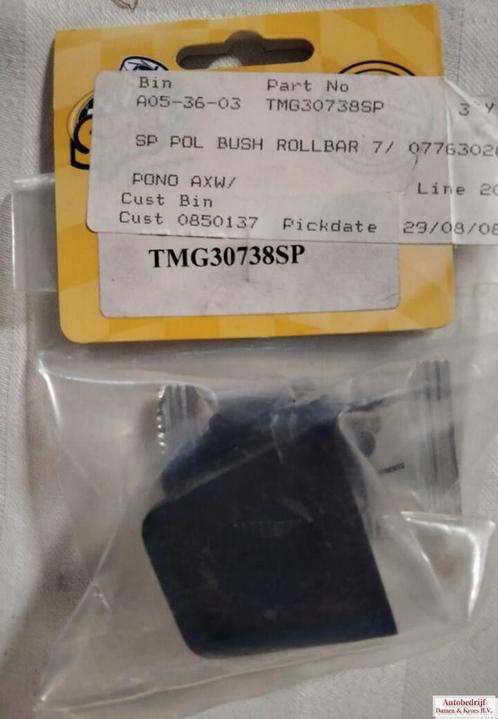 Bin Part No
A05-36-03 TMG30738SP 3
SP POL BUSH ROLLBAR 7/ 0776302
PONO AXW/ Line 20
Cust Bin
Cust 0850137 Pickdate 29/08/08
TMG30738SP
Autobedrijf
Damen & Kroes B.V.